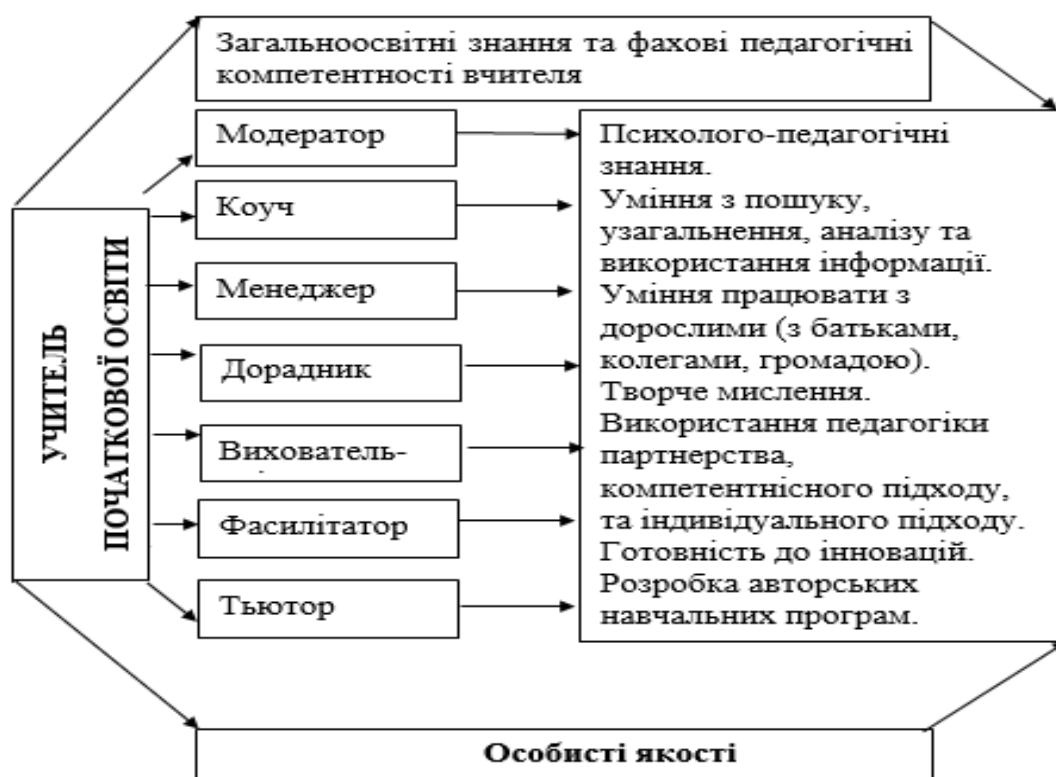 Загальноосвітні знання та фахові педагогічні
компетентності вчителя
УЧИТЕЛЬ
ПОЧАТКОВОЇ ОСВІТИ
Модератор
Коуч
Менеджер
Дорадник
Вихователь-
Фасилітатор
Тьютор
Психолого-педагогічні
знання.
Уміння з пошуку,
узагальнення, аналізу та
використання інформації.
Уміння працювати з
дорослими (з батьками,
колегами, громадою).
Творче мислення.
Використання педагогіки
партнерства,
компетентнісного підходу,
та індивідуального підходу.
Готовність до інновацій.
Розробка авторських
навчальних програм.
Особисті якості